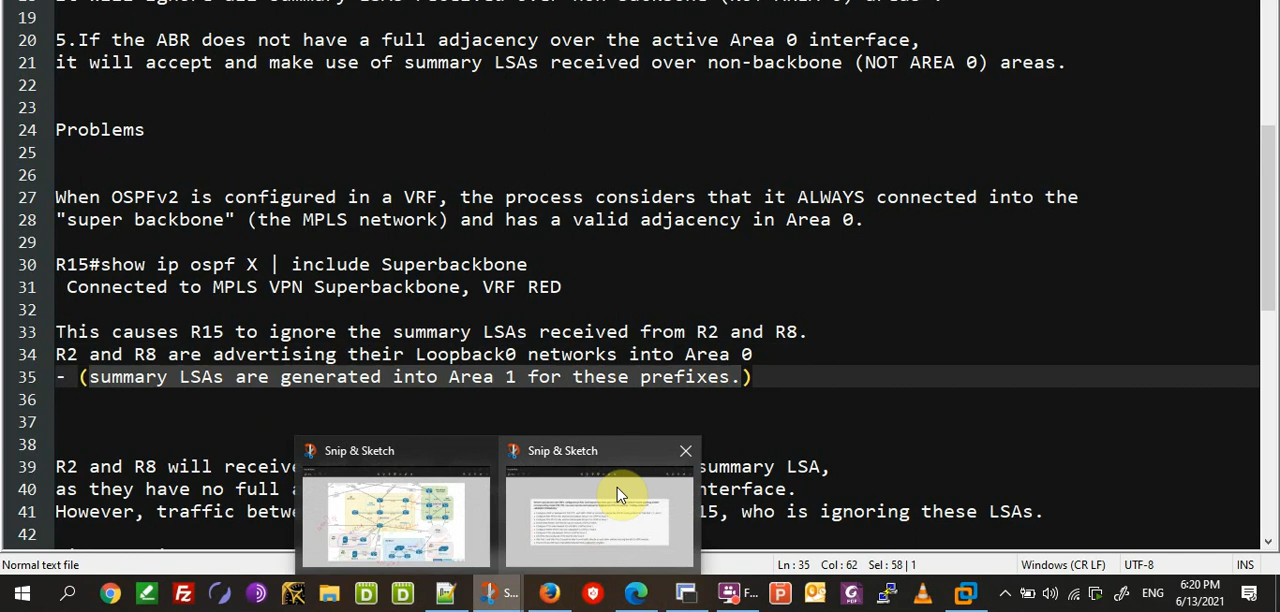 19
20 5.If the ABR does not have a full adjacency over the active Area 0 interface,
21 it will accept and make use of summary LSAs received over non-backbone (NOT AREA 0) areas.
22
23
24 Problems
25
26
27 When OSPFv2 is configured in a VRF, the process considers that it ALWAYS connected into the
28 "super backbone" (the MPLS network) and has a valid adjacency in Area 0.
29
30 R15#show ip ospf X | include Superbackbone
31  Connected to MPLS VPN Superbackbone, VRF RED
32
33 This causes R15 to ignore the summary LSAs received from R2 and R8.
34 R2 and R8 are advertising their Loopback0 networks into Area 0
35 - (summary LSAs are generated into Area 1 for these prefixes.)
36
37
38
Snip & Sketch Snip & Sketch
39 R2 and R8 will receive summary LSA,
40 as they have no full a nterface.
41 However, traffic betwe 15, who is ignoring these LSAs.
42
Normal text file Ln : 35 Col : 62 Sel : 58 | 1 Windows (CR LF) UTF-8 INS
S... F... ENG 6:20 PM
6/13/2021